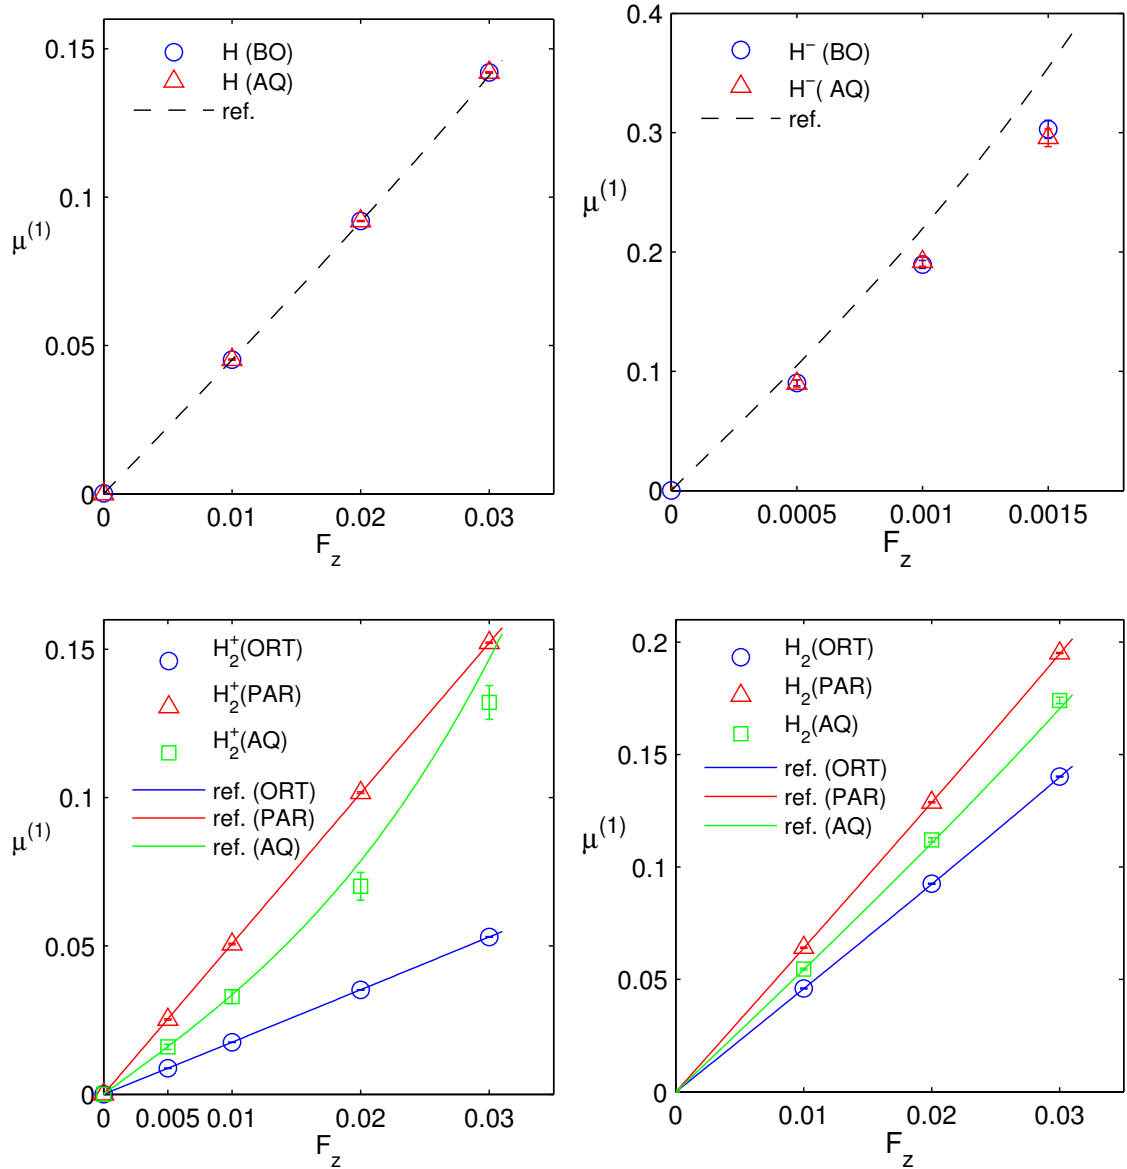 0.15
0.1
0.05
0
μ(1)
H (BO)
H (AQ)
ref.
0 0.01 0.02 0.03
Fz
0.4
0.3
0.2
0.1
0
μ(1)
H− (BO)
H−( AQ)
ref.
0 0.0005 0.001 0.0015
Fz
0.15
0.1
0.05
0
μ(1)
H2+(ORT)
H2+(PAR)
H2+(AQ)
ref. (ORT)
ref. (PAR)
ref. (AQ)
0 0.005 0.01 0.02 0.03
Fz
0.2
0.15
0.1
0.05
0
μ(1)
H2(ORT)
H2(PAR)
H2(AQ)
ref. (ORT)
ref. (PAR)
ref. (AQ)
0 0.01 0.02 0.03
Fz